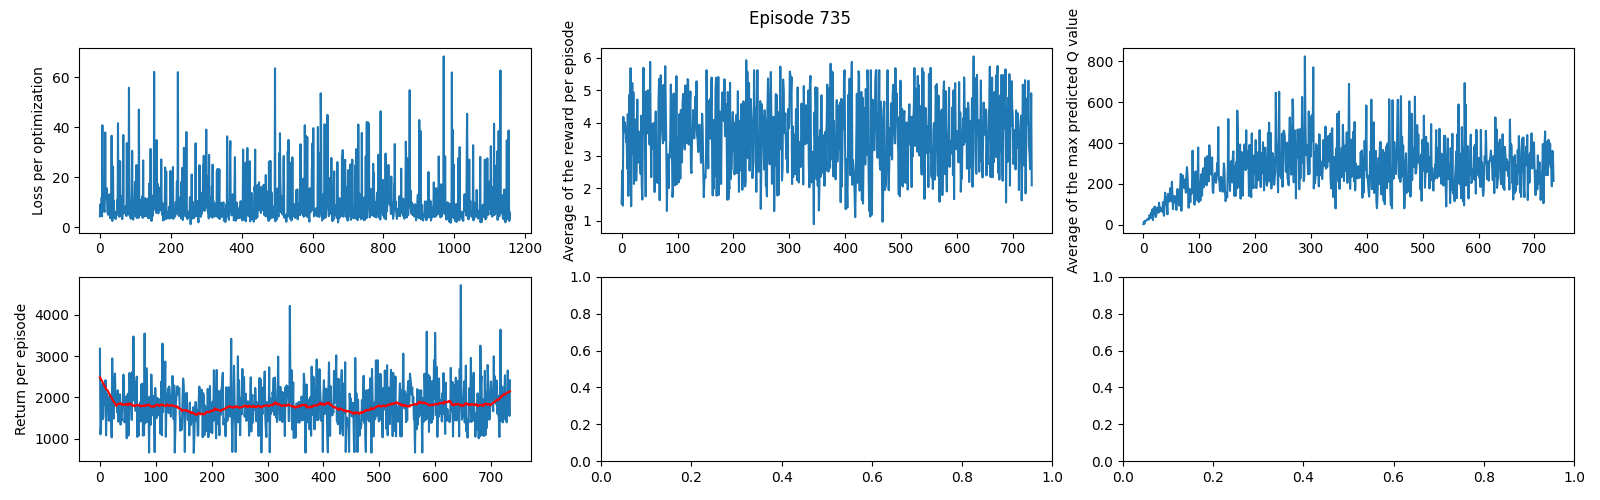 Episode 735
Loss per optimization
60
40
20
0
0 200 400 600 800 1000 1200
Average of the reward per episode
6
5
4
3
2
1
0 100 200 300 400 500 600 700
Average of the max predicted Q value
800
600
400
200
0
0 100 200 300 400 500 600 700
Return per episode
4000
3000
2000
1000
0 100 200 300 400 500 600 700
1.0
0.8
0.6
0.4
0.2
0.0
0.0 0.2 0.4 0.6 0.8 1.0
1.0
0.8
0.6
0.4
0.2
0.0
0.0 0.2 0.4 0.6 0.8 1.0